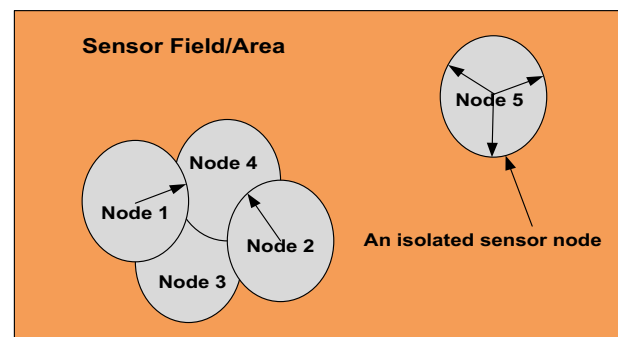 Sensor Field/Area
Node 5
Node 4
Node 1
Node 2
An isolated sensor node
Node 3